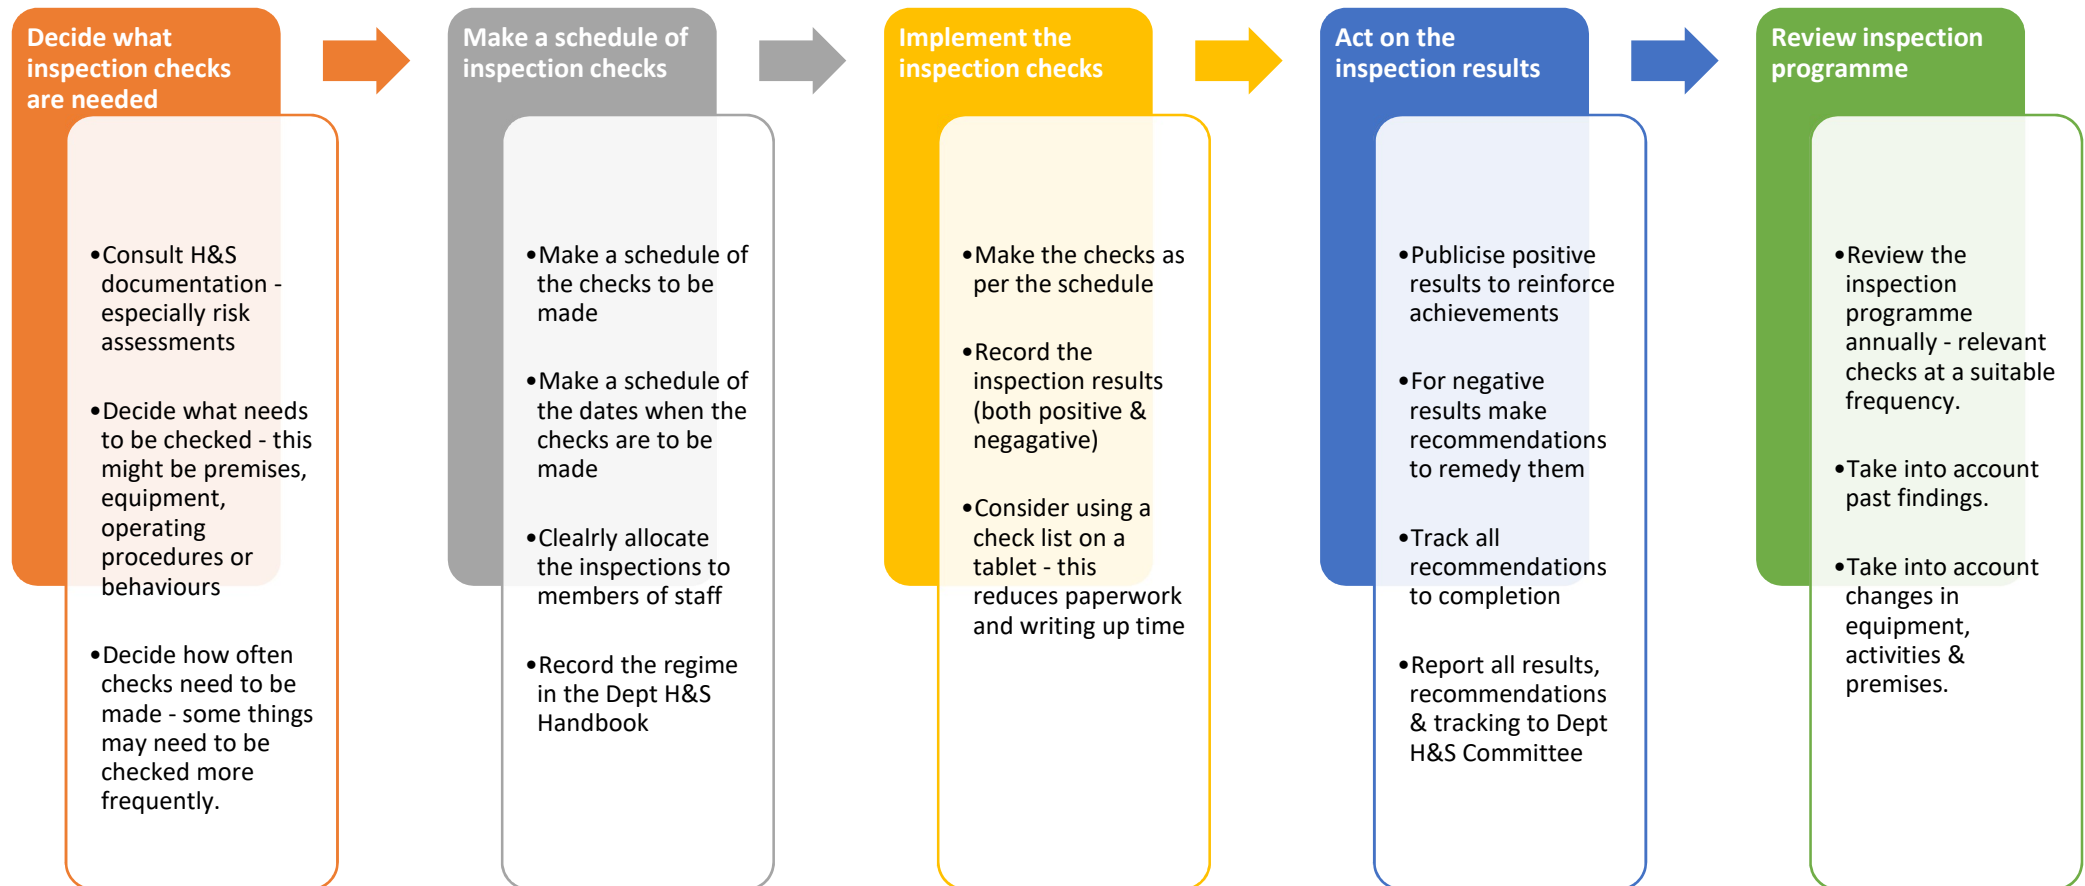 Decide what
inspection checks
are needed
•Consult H&S
documentation -
especially risk
assessments
•Decide what needs
to be checked - this
might be premises,
equipment,
operating
procedures or
behaviours
•Decide how often
checks need to be
made - some things
may need to be
checked more
frequently.
Make a schedule of
inspection checks
•Make a schedule of
the checks to be
made
•Make a schedule of
the dates when the
checks are to be
made
•Clealrly allocate
the inspections to
members of staff
•Record the regime
in the Dept H&S
Handbook
Implement the
inspection checks
•Make the checks as
per the schedule
•Record the
inspection results
(both positive &
negagative)
•Consider using a
check list on a
tablet - this
reduces paperwork
and writing up time
Act on the
inspection results
•Publicise positive
results to reinforce
achievements
•For negative
results make
recommendations
to remedy them
•Track all
recommendations
to completion
•Report all results,
recommendations
& tracking to Dept
H&S Committee
Review inspection
programme
•Review the
inspection
programme
annually - relevant
checks at a suitable
frequency.
•Take into account
past findings.
•Take into account
changes in
equipment,
activities &
premises.